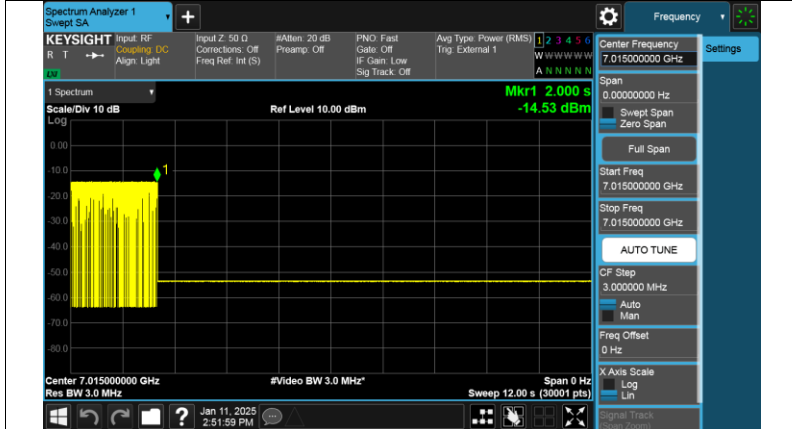 Spectrum Analyzer 1
Swept SA
Frequency
KEYSIGHT
R T
LXI
Input: RF
Coupling: DC
Align: Light
Input Z: 50 Ω
Corrections: Off
Freq Ref: Int (S)
#Atten: 20 dB
Preamp: Off
PNO: Fast
Gate: Off
IF Gain: Low
Sig Track: Off
Avg Type: Power (RMS)
Trig: External 1
1 2 3 4 5 6
W W W W W W
A N N N N N
Settings
1 Spectrum
Scale/Div 10 dB
Log
Ref Level 10.00 dBm
Mkr1 2.000 s
-14.53 dBm
0.00
-10.0
-20.0
-30.0
-40.0
-50.0
-60.0
-70.0
-80.0
1
Center 7.015000000 GHz
Res BW 3.0 MHz
#Video BW 3.0 MHz*
Span 0 Hz
Sweep 12.00 s (30001 pts)
Center Frequency
7.015000000 GHz
Span
0.00000000 Hz
Swept Span
Zero Span
Full Span
Start Freq
7.015000000 GHz
Stop Freq
7.015000000 GHz
AUTO TUNE
CF Step
3.000000 MHz
Auto
Man
Freq Offset
0 Hz
X Axis Scale
Log
Lin
Signal Track
(Span Zoom)
?
Jan 11, 2025
2:51:59 PM